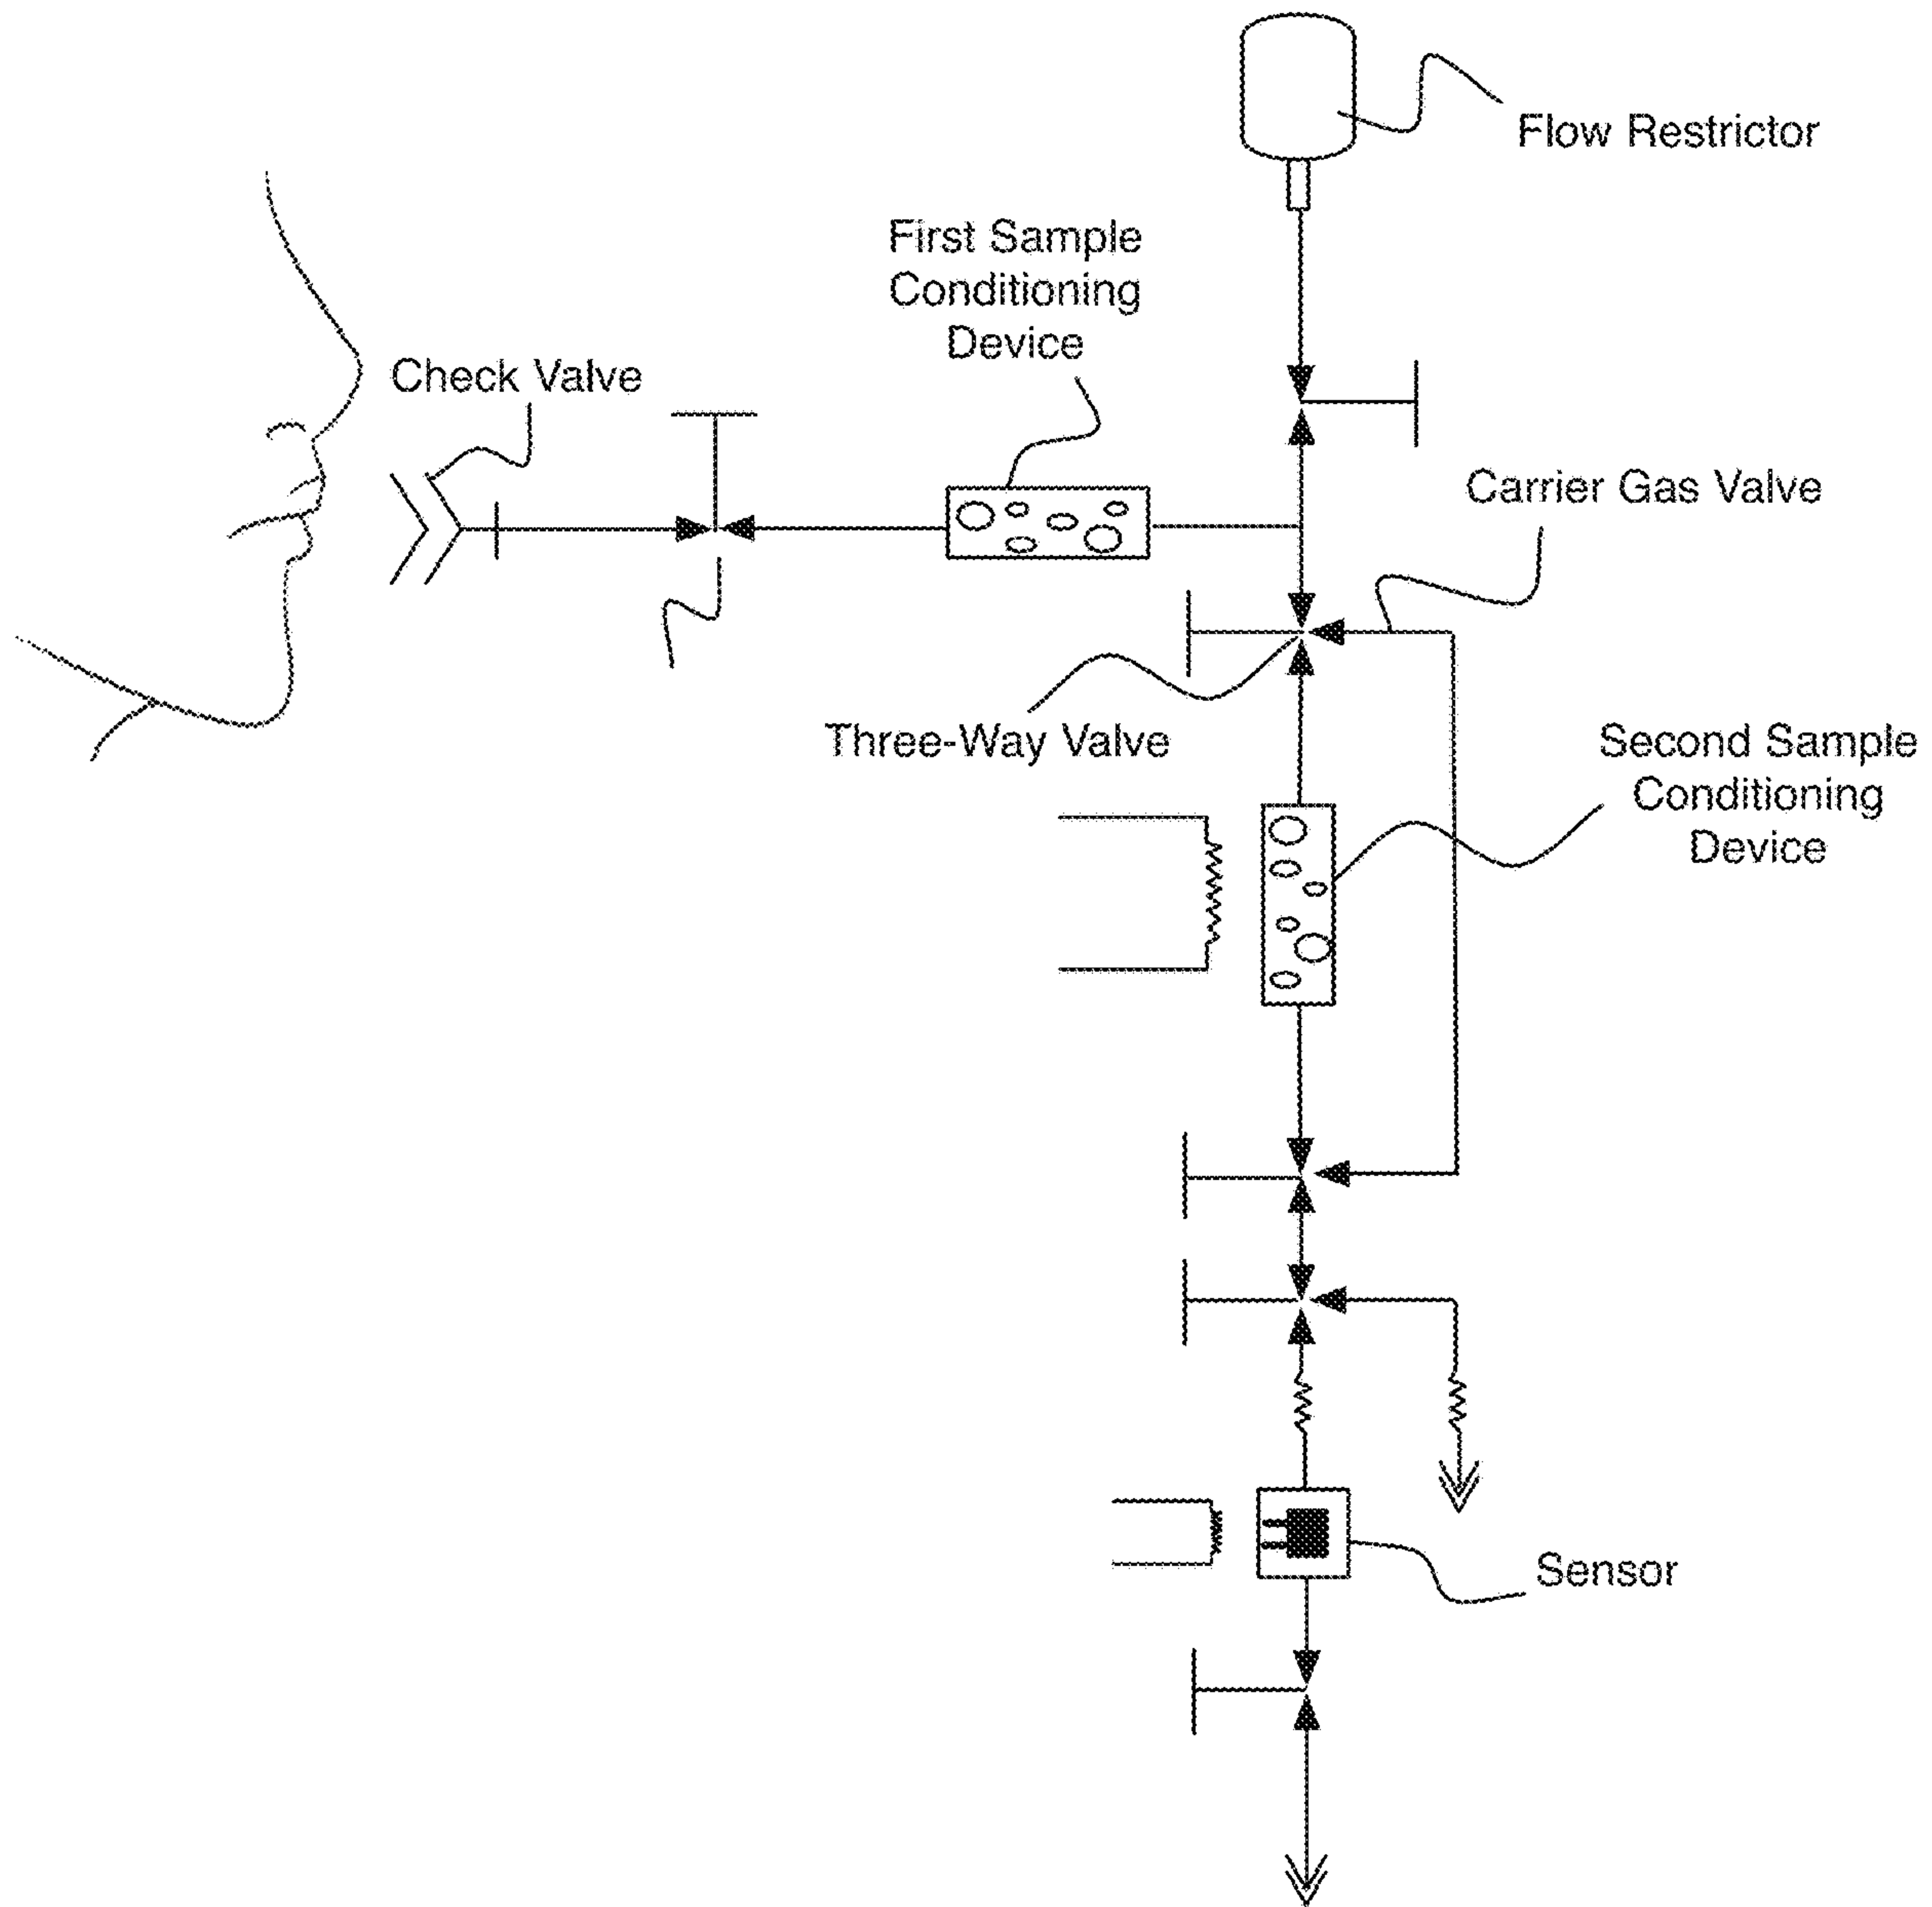 Flow Restrictor
First Sample
Conditioning
Device
Check Valve
Carrier Gas Valve
Three-Way Valve
Second Sample
Conditioning
Device
Sensor